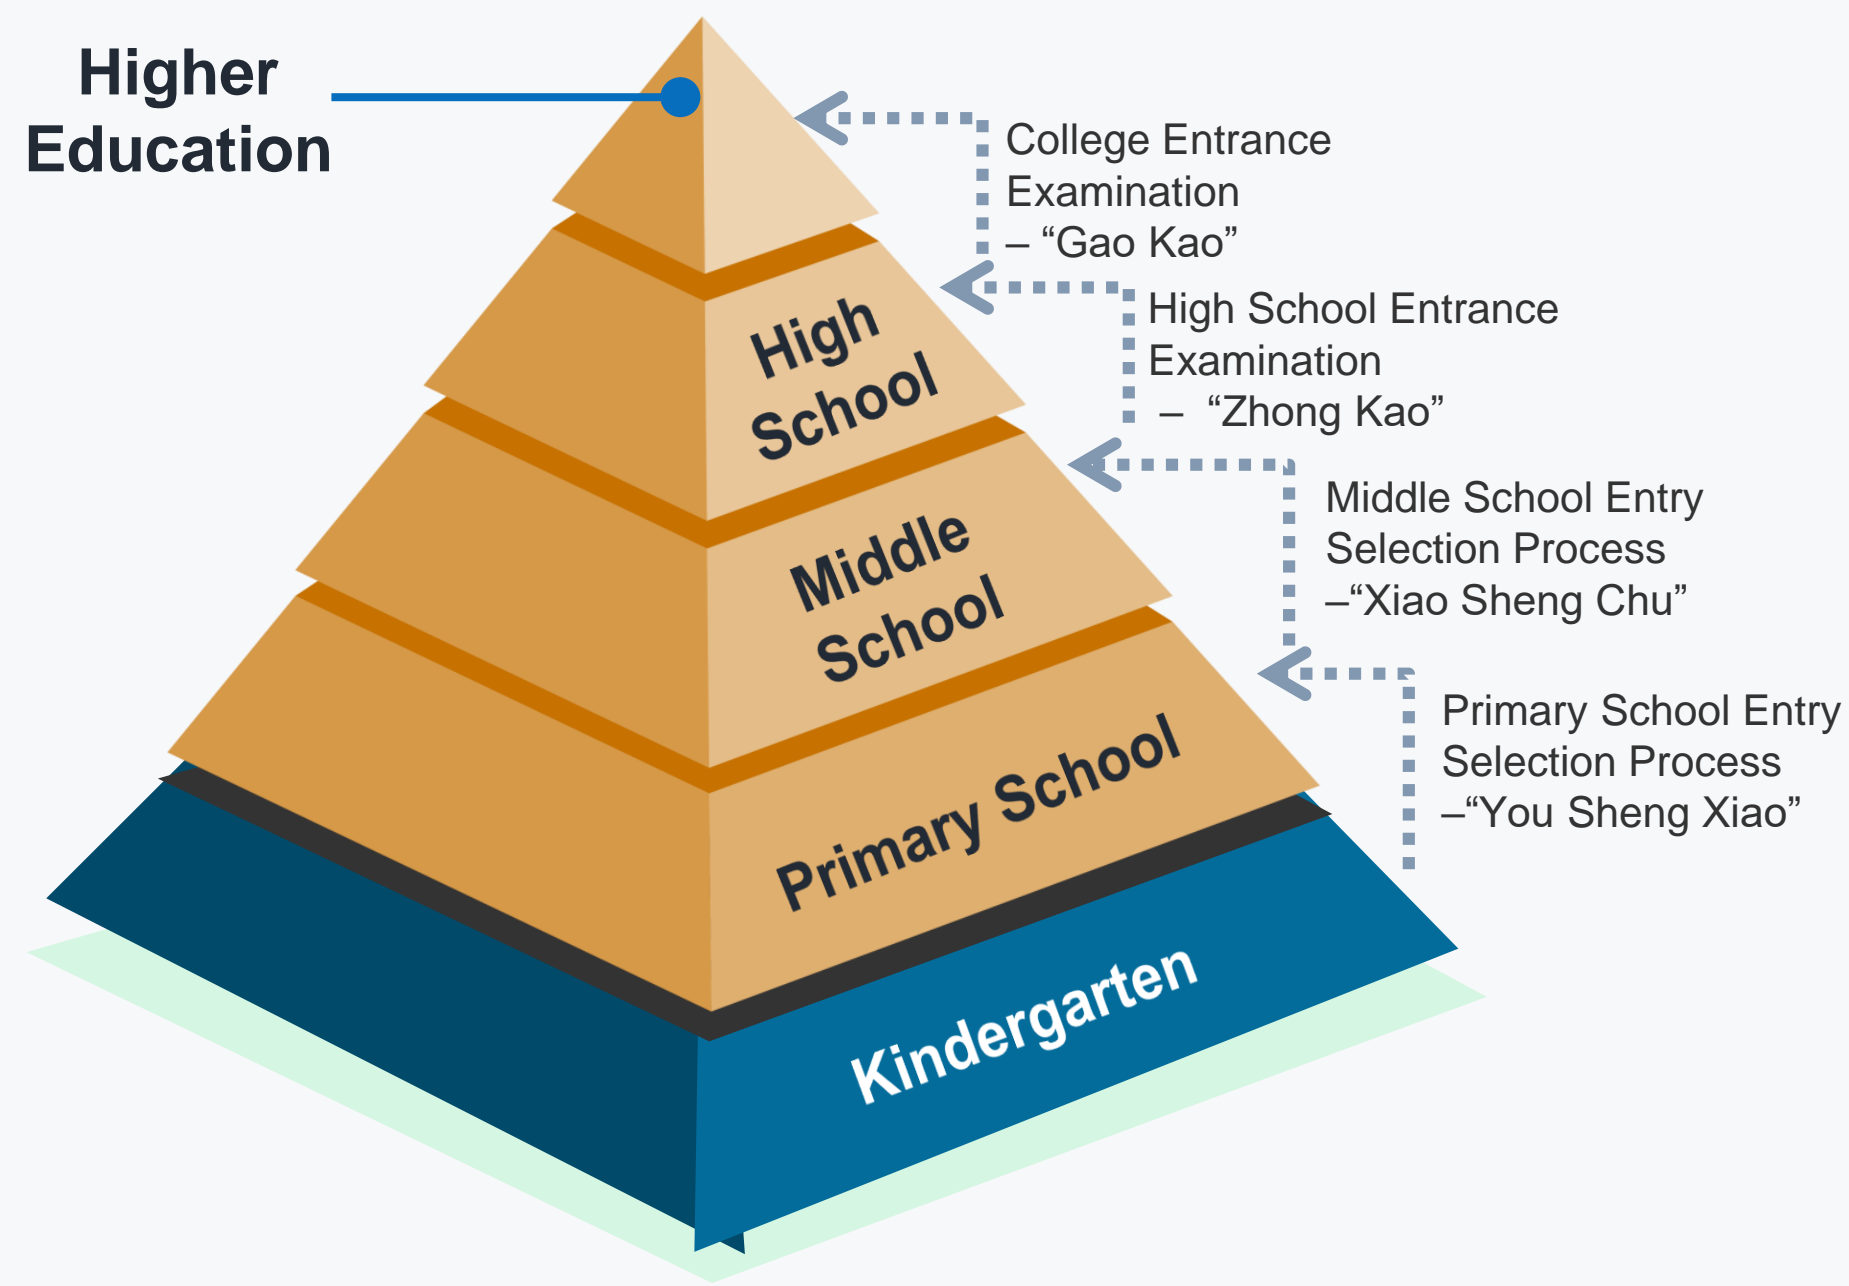 Higher
Education
College Entrance
Examination
– “Gao Kao”
High School Entrance
Examination
– “Zhong Kao”
High
School
Middle School Entry
Selection Process
–“Xiao Sheng Chu”
Middle
School
Primary School Entry
Selection Process
–“You Sheng Xiao”
Primary School
Kindergarten